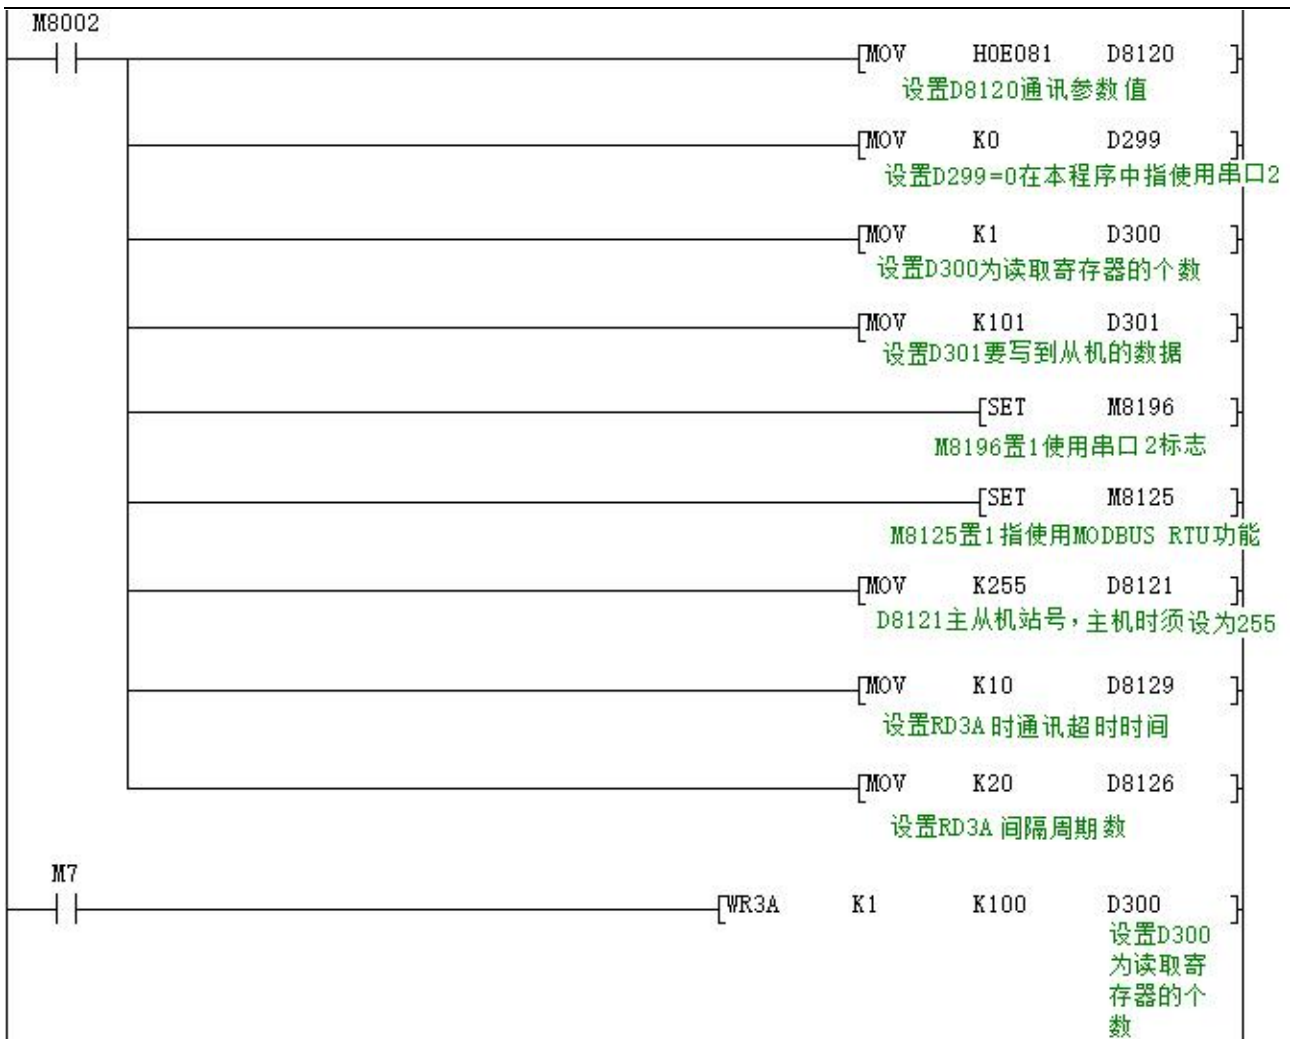 M8002
MOV H0E081 D8120
设置D8120通讯参数值
MOV K0 D299
设置D299=0在本程序中指使用串口2
MOV K1 D300
设置D300为读取寄存器的个数
MOV K101 D301
设置D301要写到从机的数据
SET M8196
M8196置1使用串口2标志
SET M8125
M8125置1指使用MODBUS RTU功能
MOV K255 D8121
D8121主从机站号，主机时须设为255
MOV K10 D8129
设置RD3A时通讯超时时间
MOV K20 D8126
设置RD3A间隔周期数
M7
WR3A K1 K100 D300
设置D300
为读取寄
存器的个
数